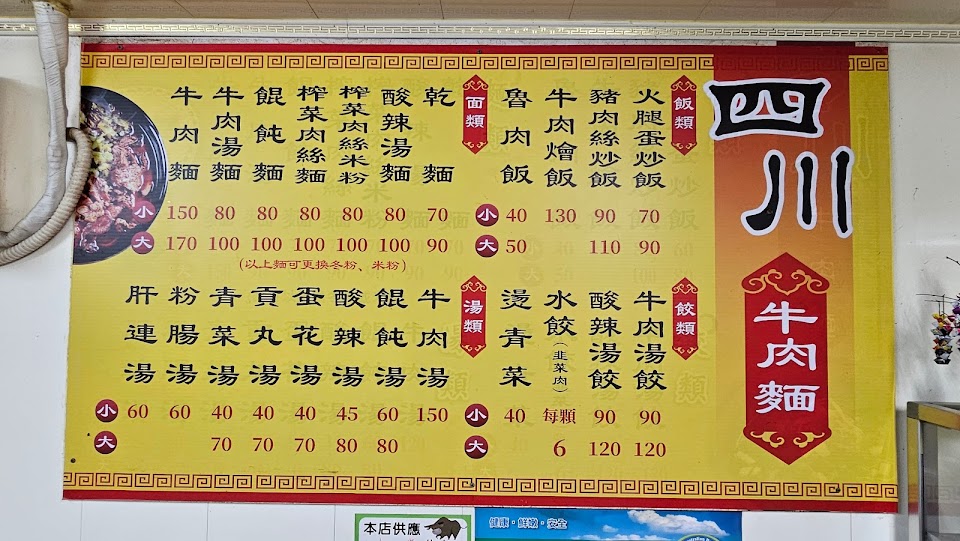 四川
牛肉麵
飯類
火腿蛋炒飯
豬肉絲炒飯
牛肉燴飯
魯肉飯
小 40 130 90 70
大 50 110 90
面類
乾麵
酸辣湯麵
榨菜肉絲米粉
榨菜肉絲麵
餛飩麵
牛肉湯麵
牛肉麵
小 150 80 80 80 80 80 70
大 170 100 100 100 100 100 90
(以上麵可更換冬粉、米粉)
餃類
牛肉湯餃
酸辣湯餃
水餃(韭菜肉)
燙青菜
小 40 每顆 90 90
大 6 120 120
湯類
牛肉湯
餛飩湯
酸辣湯
蛋花湯
貢丸湯
青菜湯
粉腸湯
肝連湯
小 60 60 40 40 40 45 60 150
大 70 70 70 80 80
本店供應
健康·鮮嫩·安全